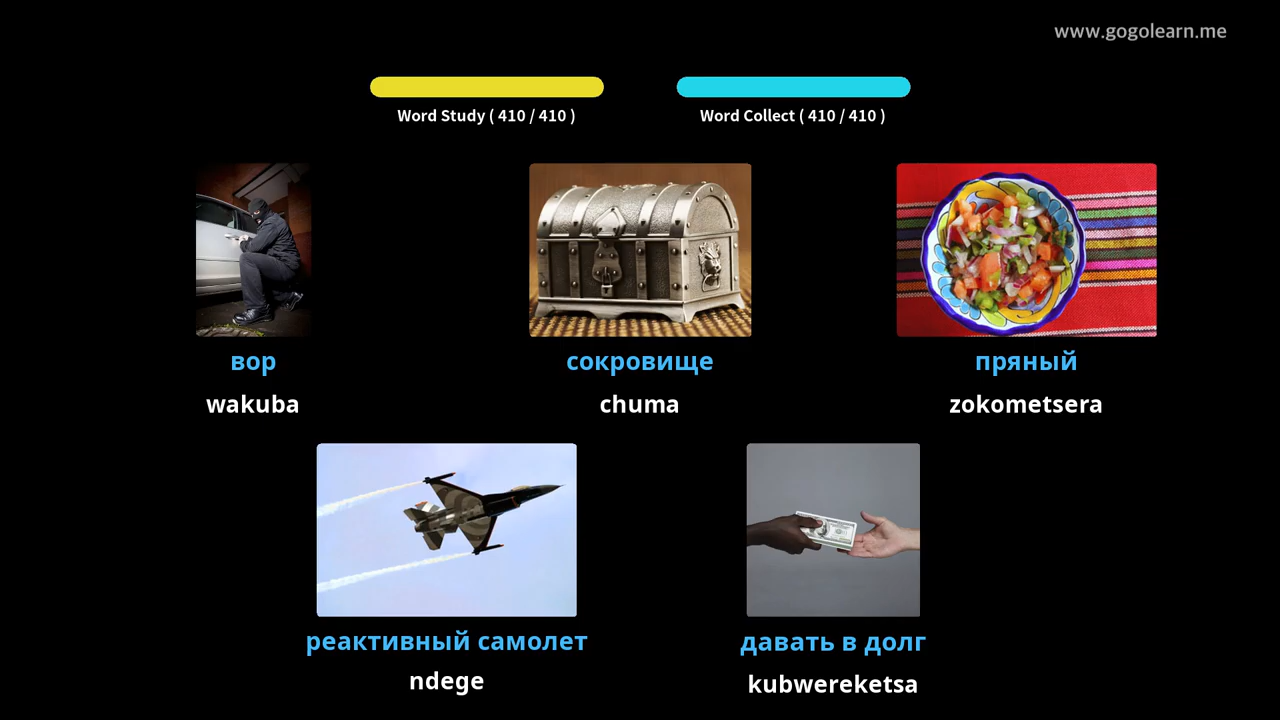 www.gogolearn.me
Word Study ( 410 / 410 )
Word Collect ( 410 / 410 )
вор
wakuba
сокровище
chuma
пряный
zokometsera
реактивный самолет
ndege
давать в долг
kubwereketsa